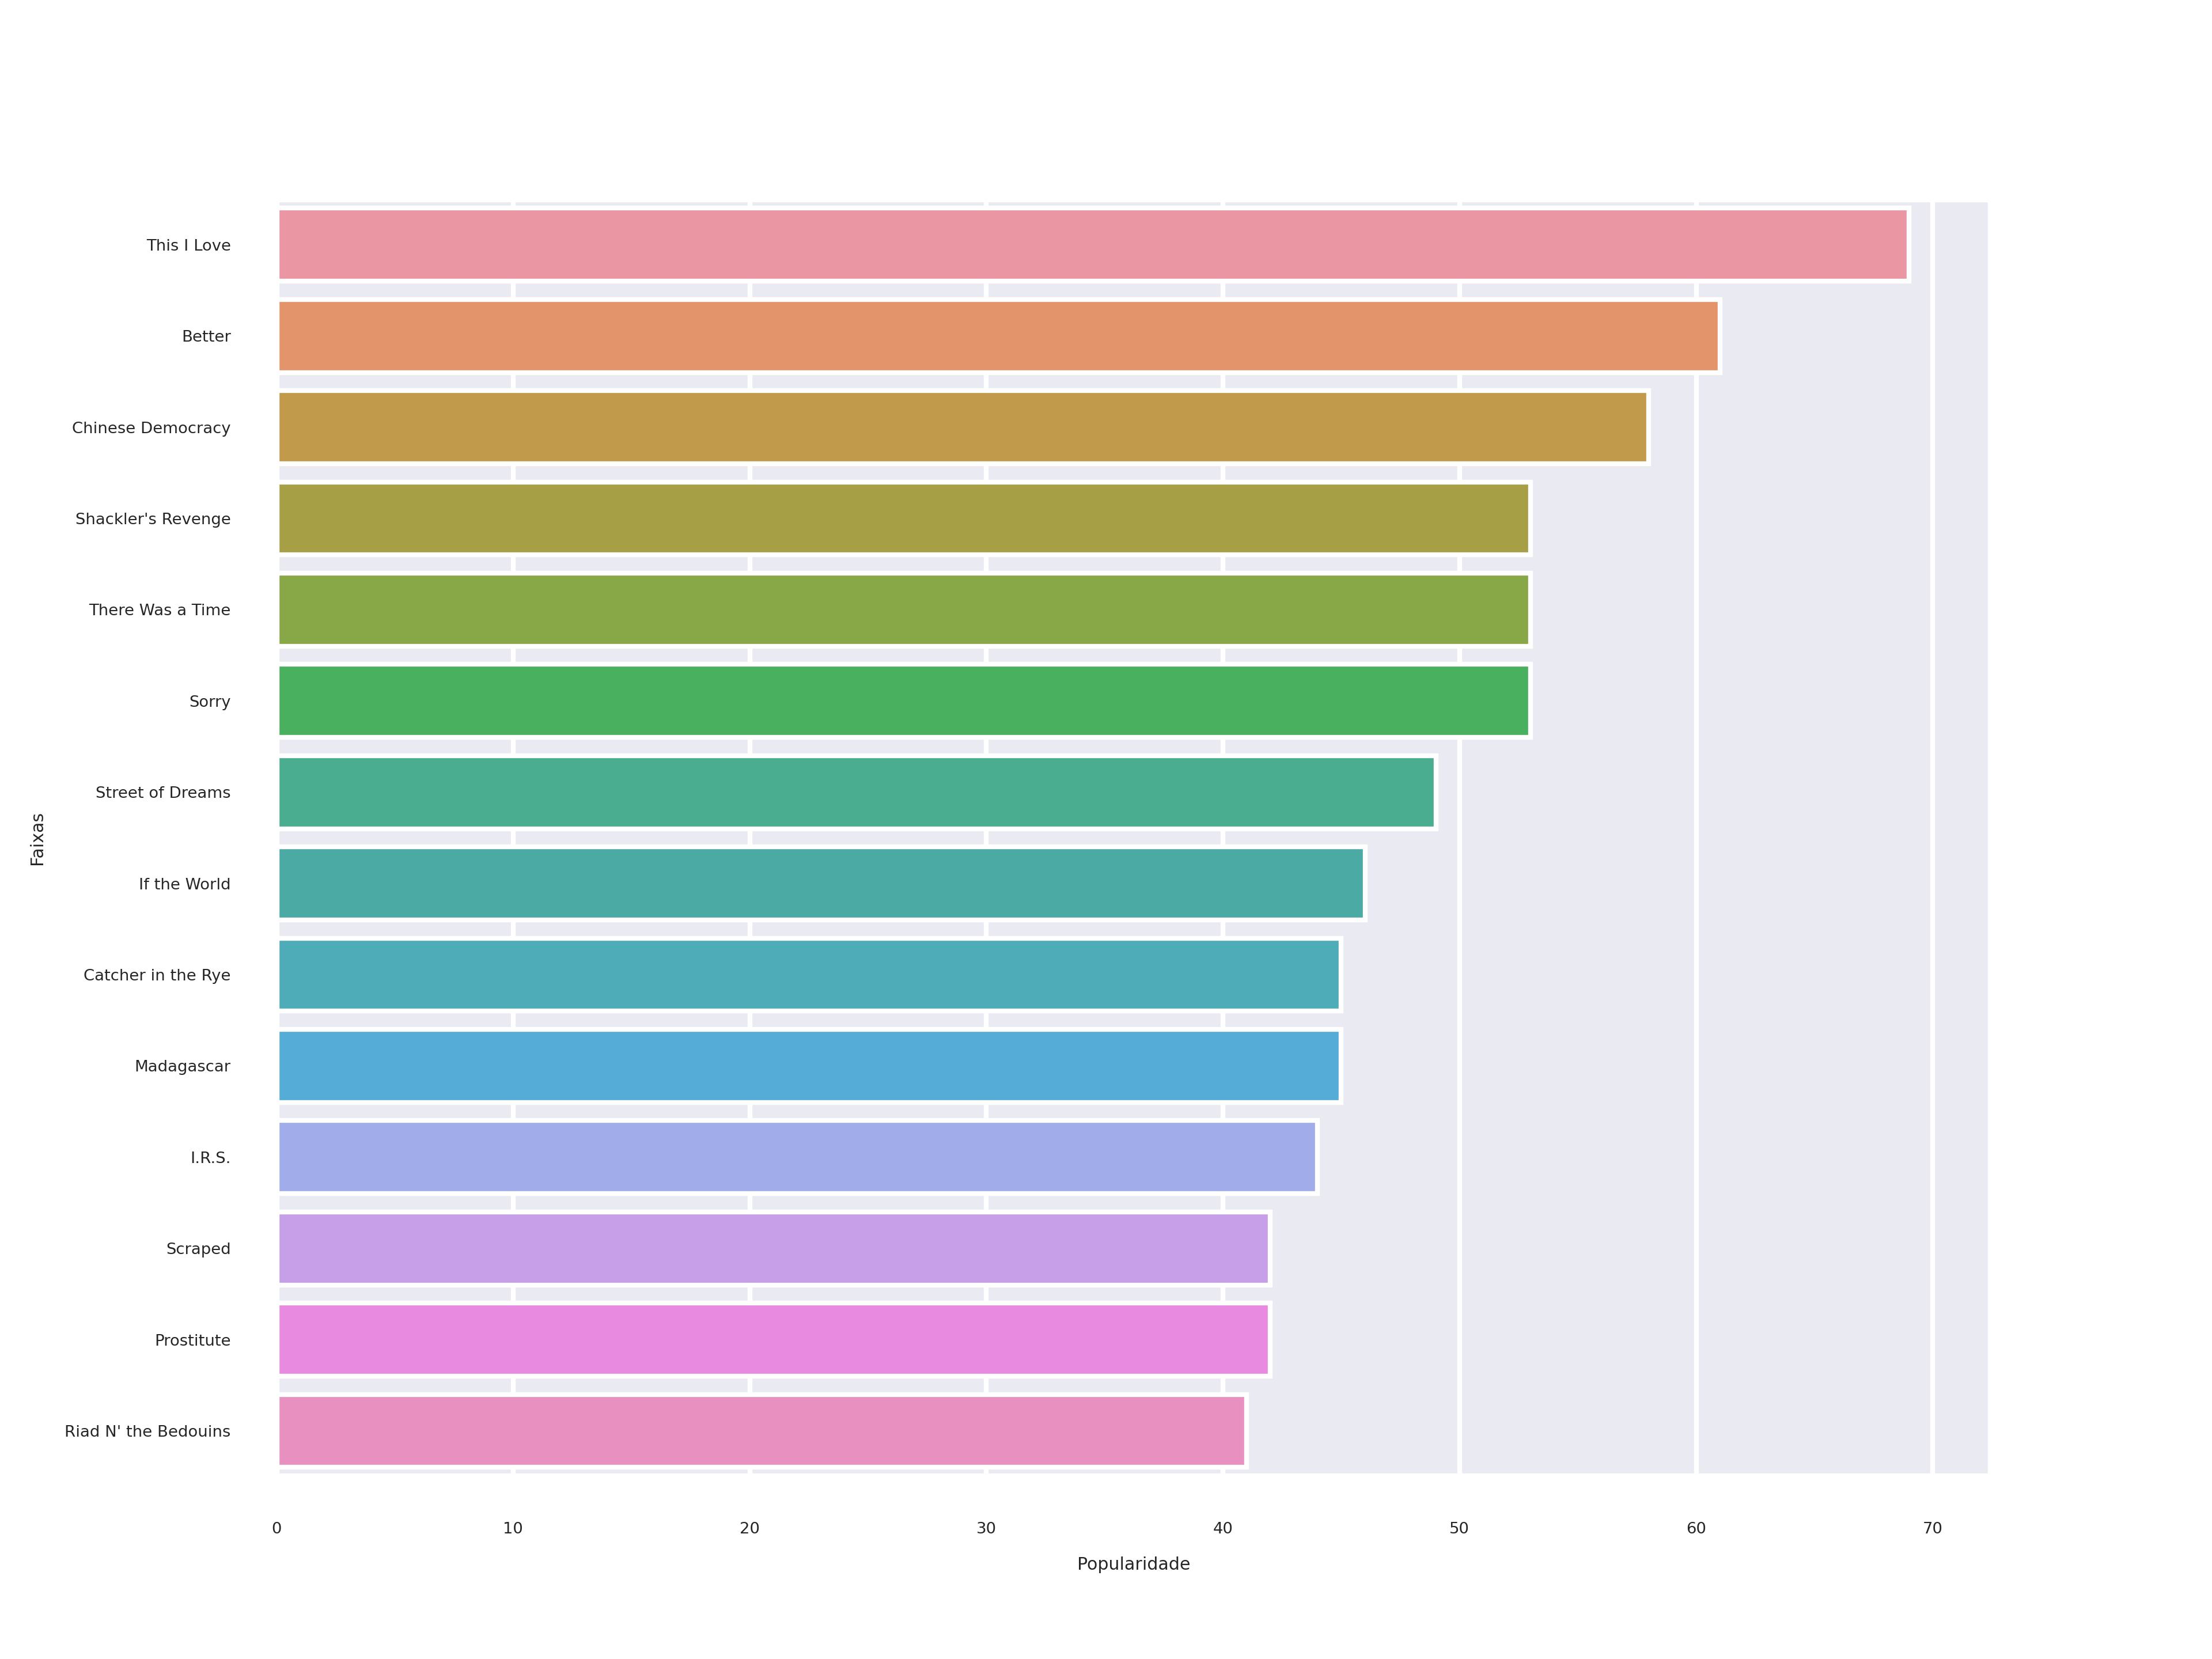 This I Love
Better
Chinese Democracy
Shackler's Revenge
There Was a Time
Sorry
Street of Dreams
If the World
Catcher in the Rye
Madagascar
I.R.S.
Scraped
Prostitute
Riad N' the Bedouins
Faixas
0 10 20 30 40 50 60 70
Popularidade